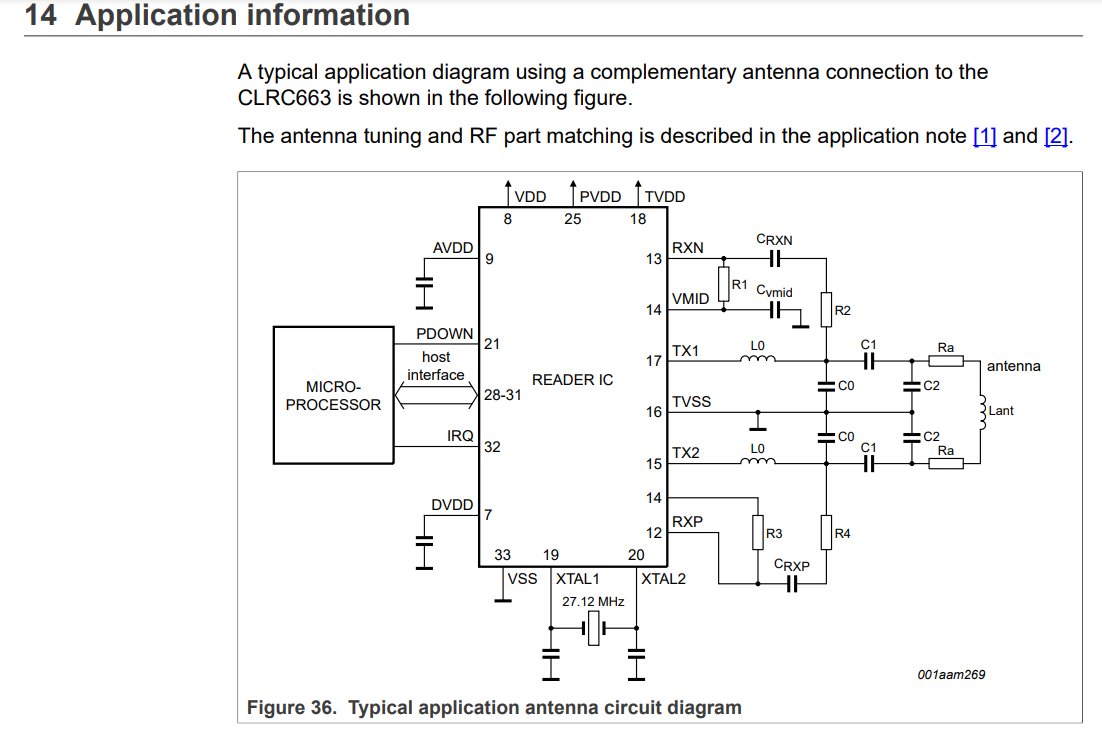 14 Application information
A typical application diagram using a complementary antenna connection to the
CLRC663 is shown in the following figure.
The antenna tuning and RF part matching is described in the application note [1] and [2].
VDD PVDD TVDD
8 25 18
AVDD 9
13 RXN CRXN
R1
14 VMID Cvmid
R2
PDOWN 21
host
interface
28-31
MICRO-
PROCESSOR
READER IC
IRQ 32
17 TX1 L0 C1 Ra
antenna
C0 C2
16 TVSS
Lant
C0 C2
15 TX2 L0 C1 Ra
14
DVDD 7
12 RXP
R3 R4
CRXP
33 19 20
VSS XTAL1 XTAL2
27.12 MHz
001aam269
Figure 36. Typical application antenna circuit diagram